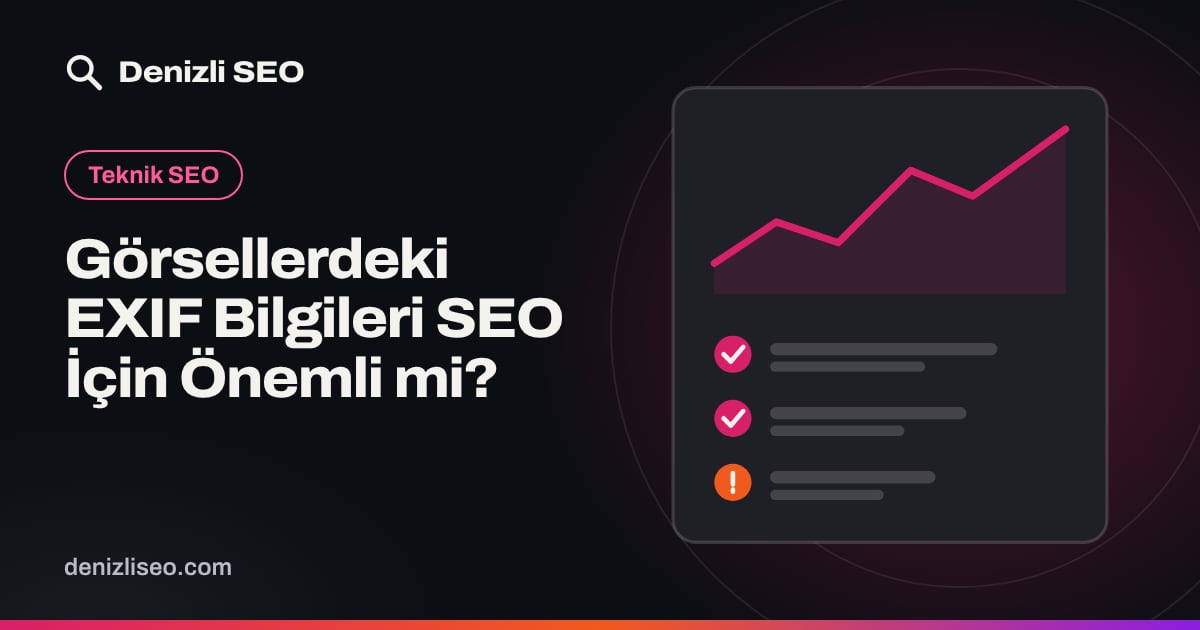 Denizli SEO
Teknik SEO
Görsellerdeki
EXIF Bilgileri SEO
İçin Önemli mi?
denizliseo.com